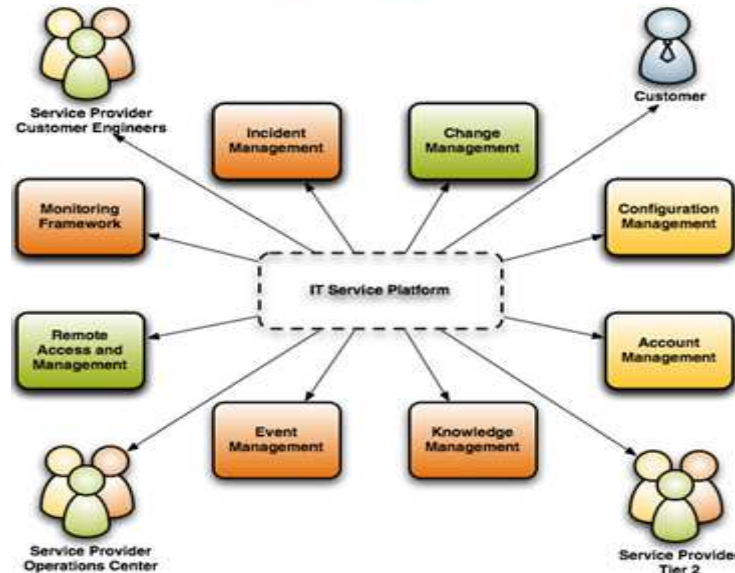 Service Provider
Customer Engineers
Customer
Incident
Management
Change
Management
Monitoring
Framework
Configuration
Management
IT Service Platform
Remote
Access and
Management
Account
Management
Event
Management
Knowledge
Management
Service Provider
Operations Center
Service Provide
Tier 2